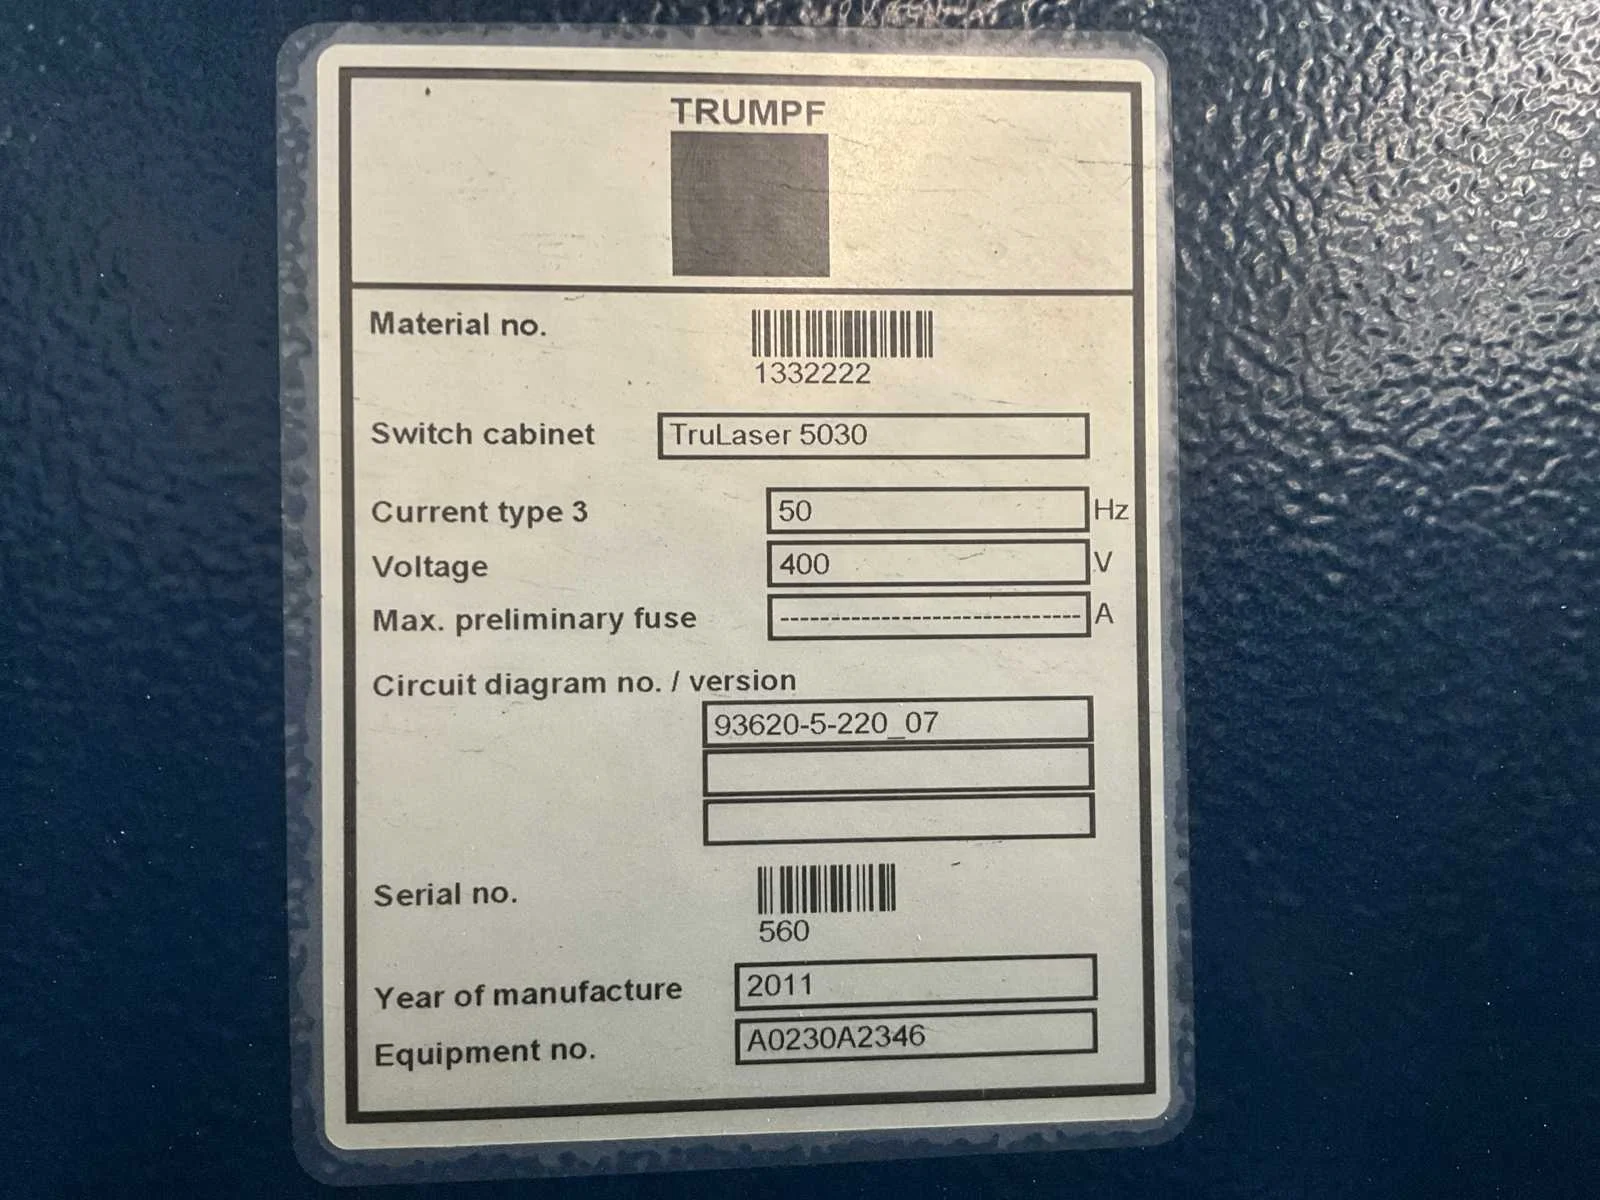 TRUMPF
Material no.
1332222
Switch cabinet TruLaser 5030
Current type 3 50 Hz
Voltage 400 V
Max. preliminary fuse ------------------------------ A
Circuit diagram no. / version
93620-5-220_07
Serial no.
560
Year of manufacture 2011
Equipment no. A0230A2346